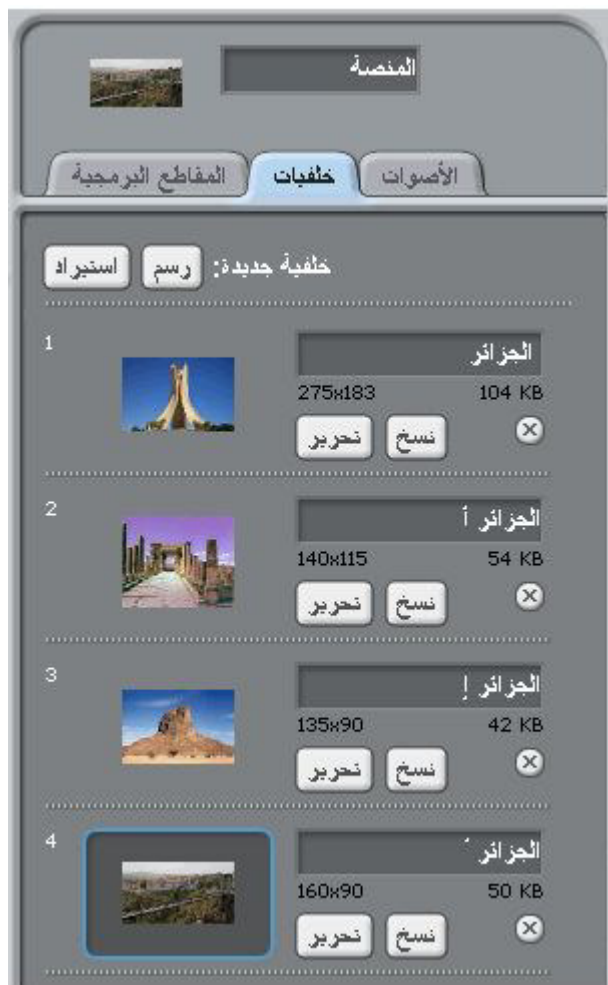 المنصة
الأصوات خلفيات المقاطع البرمجية
خلفية جديدة: رسم استيراد
1
الجزائر
275x183 104 KB
تحرير نسخ
2
الجزائر أ
140x115 54 KB
تحرير نسخ
3
الجزائر إ
135x90 42 KB
تحرير نسخ
4
الجزائر ´
160x90 50 KB
تحرير نسخ